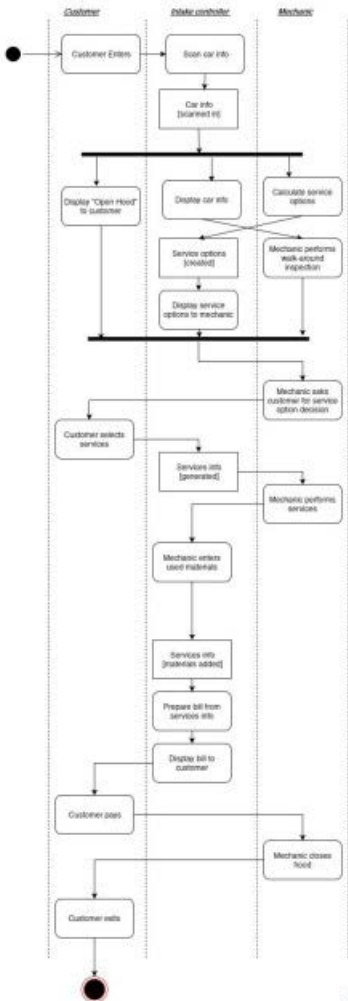 Customer
Intake controller
Mechanic
Customer Enters
Scan car info
Car info
[scanned in]
Display "Open Hood"
to customer
Display car info
Calculate service
options
Service options
[created]
Mechanic performs
walk-around
inspection
Display service
options to mechanic
Mechanic asks
customer for service
option decision
Customer selects
services
Services info
[generated]
Mechanic performs
services
Mechanic enters
used materials
Services info
[materials added]
Prepare bill from
services info
Display bill to
customer
Customer pays
Mechanic closes
hood
Customer exits